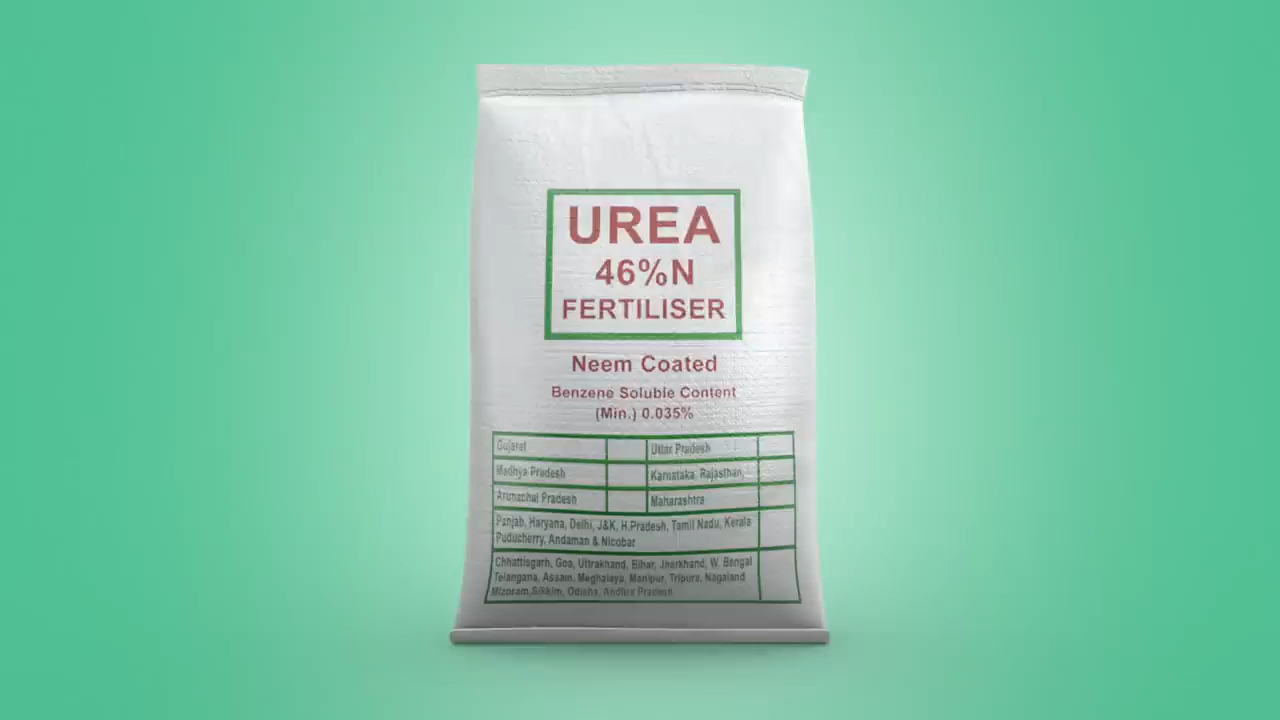 UREA
46%N
FERTILISER
Neem Coated
Benzene Soluble Content
(Min.) 0.035%
Gujarat
Uttar Pradesh
Madhya Pradesh
Karnataka, Rajasthan,
Arunachal Pradesh
Maharashtra
Panjab, Haryana, Delhi, J&K, H.Pradesh, Tamil Nadu, Kerala
Puducherry, Andaman & Nicobar
Chhattisgarh, Goa, Uttrakhand, Bihar, Jharkhand, W. Bengal
Telangana, Assam, Meghalaya, Manipur, Tripura, Nagaland
Mizoram,Sikkim, Odisha, Andhra Pradesh